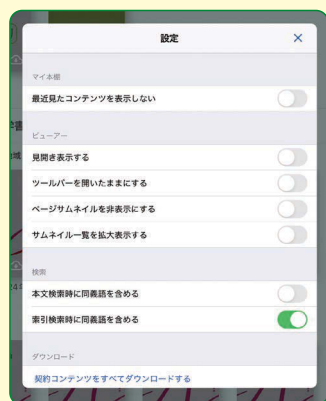 設定
マイ本棚
最近見たコンテンツを表示しない
ビューアー
見開き表示する
ツールバーを開いたままにする
ページサムネイルを非表示にする
サムネイル一覧を拡大表示する
検索
本文検索時に同義語を含める
索引検索時に同義語を含める
ダウンロード
契約コンテンツをすべてダウンロードする